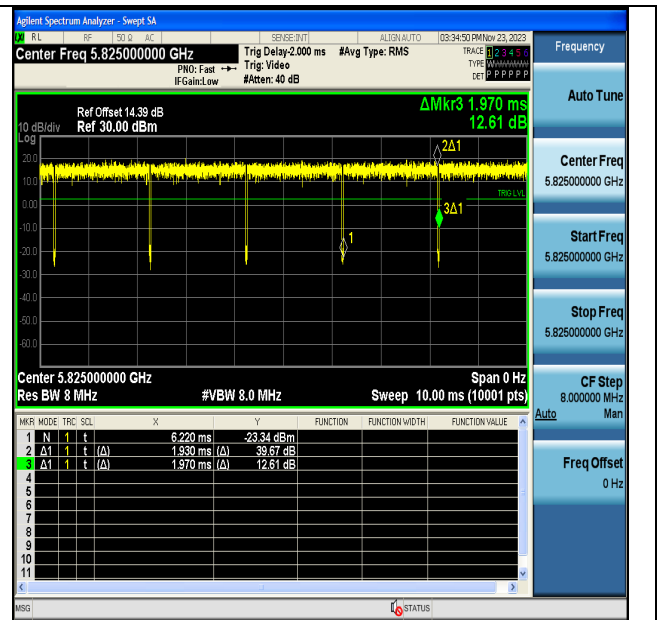 Agilent Spectrum Analyzer - Swept SA
RL RF 50 Ω AC SENSE:INT ALIGN AUTO 03:34:50 PM Nov 23, 2023
Center Freq 5.825000000 GHz Trig Delay-2.000 ms #Avg Type: RMS TRACE 1 2 3 4 5 6
PNO: Fast Trig: Video TYPE W
IFGain:Low #Atten: 40 dB DET P P P P P P
Frequency
Auto Tune
ΔMkr3 1.970 ms
12.61 dB
Ref Offset 14.39 dB
10 dB/div Ref 30.00 dBm
Log
20.0
10.0
0.00
-10.0
-20.0
-30.0
-40.0
-50.0
-60.0
2Δ1
TRIG LVL
3Δ1
1
Center 5.825000000 GHz Span 0 Hz
Res BW 8 MHz #VBW 8.0 MHz Sweep 10.00 ms (10001 pts)
MKR MODE TRC SCL X Y FUNCTION FUNCTION WIDTH FUNCTION VALUE
1 N 1 t 6.220 ms -23.34 dBm
2 Δ1 1 t (Δ) 1.930 ms (Δ) 39.67 dB
3 Δ1 1 t (Δ) 1.970 ms (Δ) 12.61 dB
4
5
6
7
8
9
10
11
Center Freq
5.825000000 GHz
Start Freq
5.825000000 GHz
Stop Freq
5.825000000 GHz
CF Step
8.000000 MHz
Auto Man
Freq Offset
0 Hz
MSG STATUS